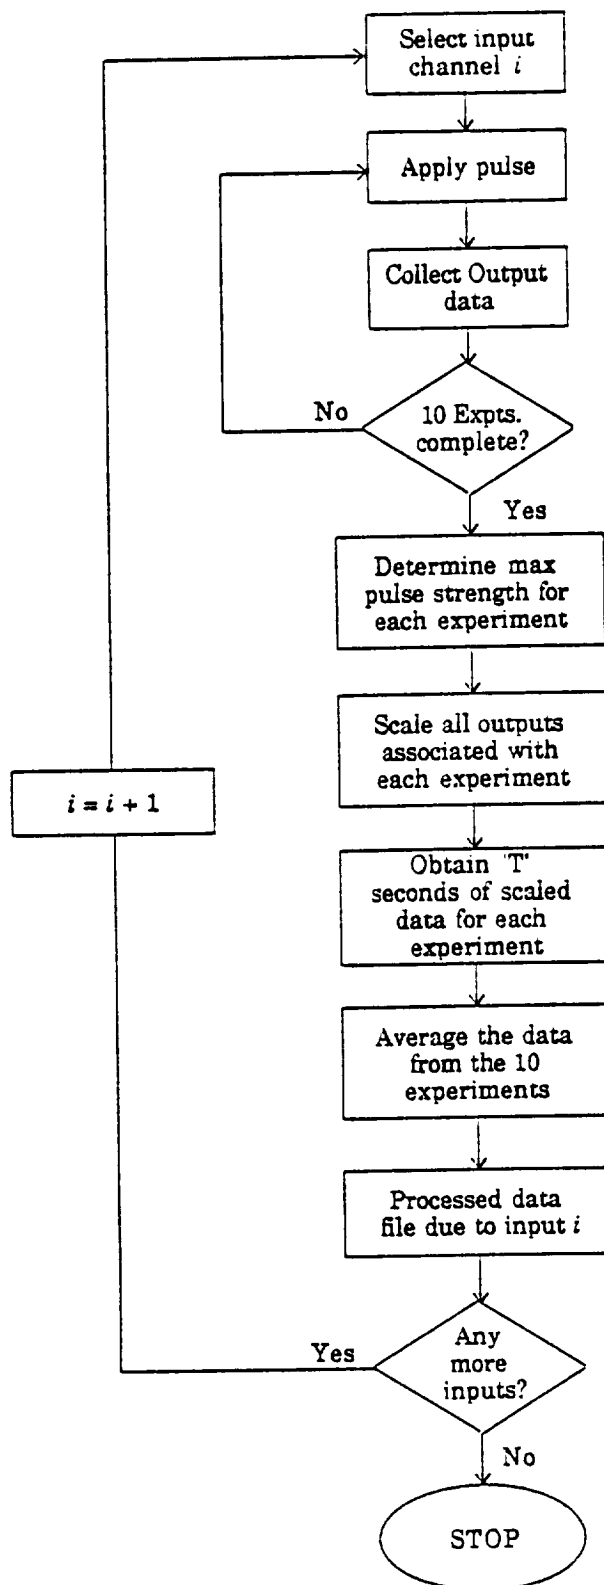 Select input
channel i
Apply pulse
Collect Output
data
No
10 Expts.
complete?
Yes
Determine max
pulse strength for
each experiment
Scale all outputs
associated with
each experiment
i = i + 1
Obtain 'T'
seconds of scaled
data for each
experiment
Average the data
from the 10
experiments
Processed data
file due to input i
Yes
Any
more
inputs?
No
STOP